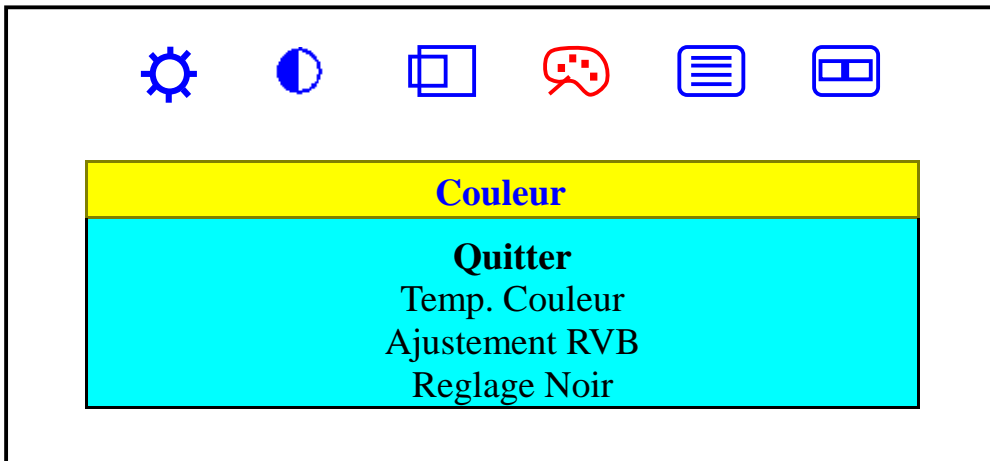 Couleur
Quitter
Temp. Couleur
Ajustement RVB
Reglage Noir